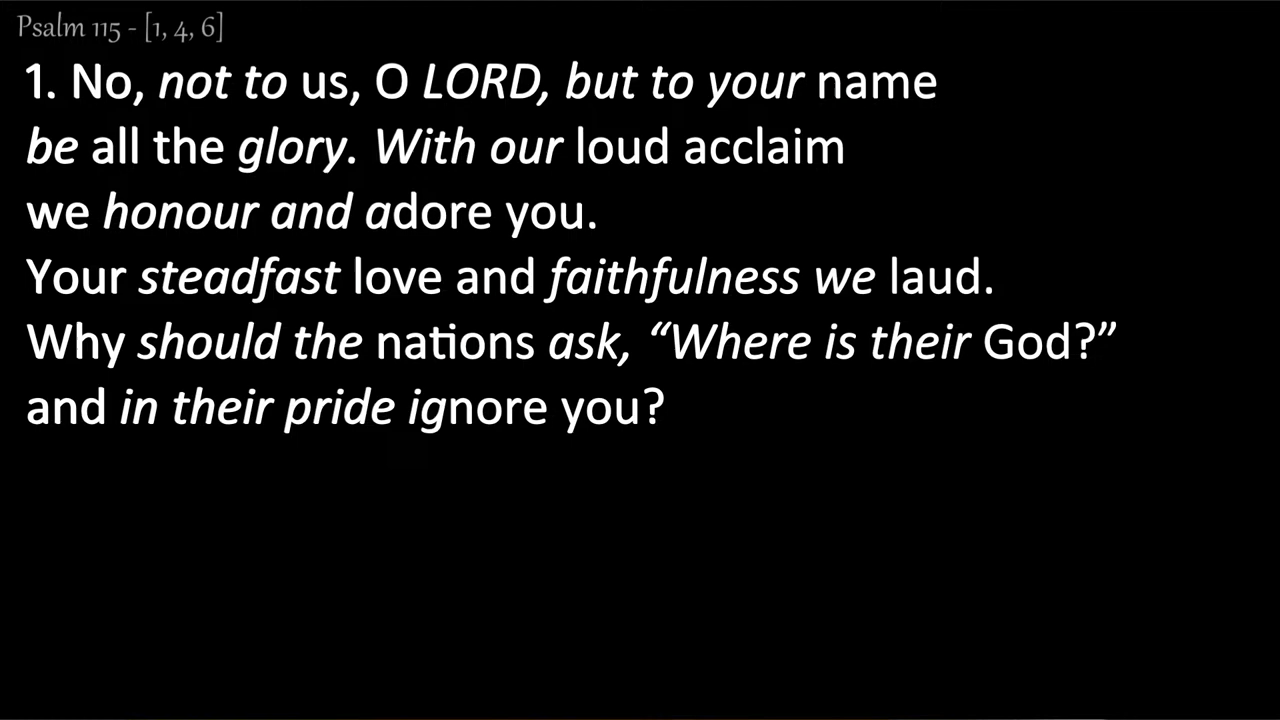 Psalm 115 - [1, 4, 6]
1. No, not to us, O LORD, but to your name
be all the glory. With our loud acclaim
we honour and adore you.
Your steadfast love and faithfulness we laud.
Why should the nations ask, “Where is their God?”
and in their pride ignore you?